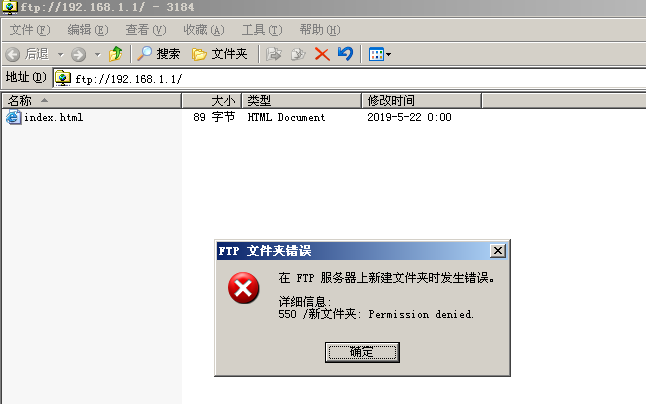 ftp://192.168.1.1/ - 3184
文件(F) 编辑(E) 查看(V) 收藏(A) 工具(T) 帮助(H)
后退 搜索 文件夹
地址(D) ftp://192.168.1.1/
名称 大小 类型 修改时间
index.html 89 字节 HTML Document 2019-5-22 0:00
FTP 文件夹错误
在 FTP 服务器上新建文件夹时发生错误。
详细信息:
550 /新文件夹: Permission denied.
确定